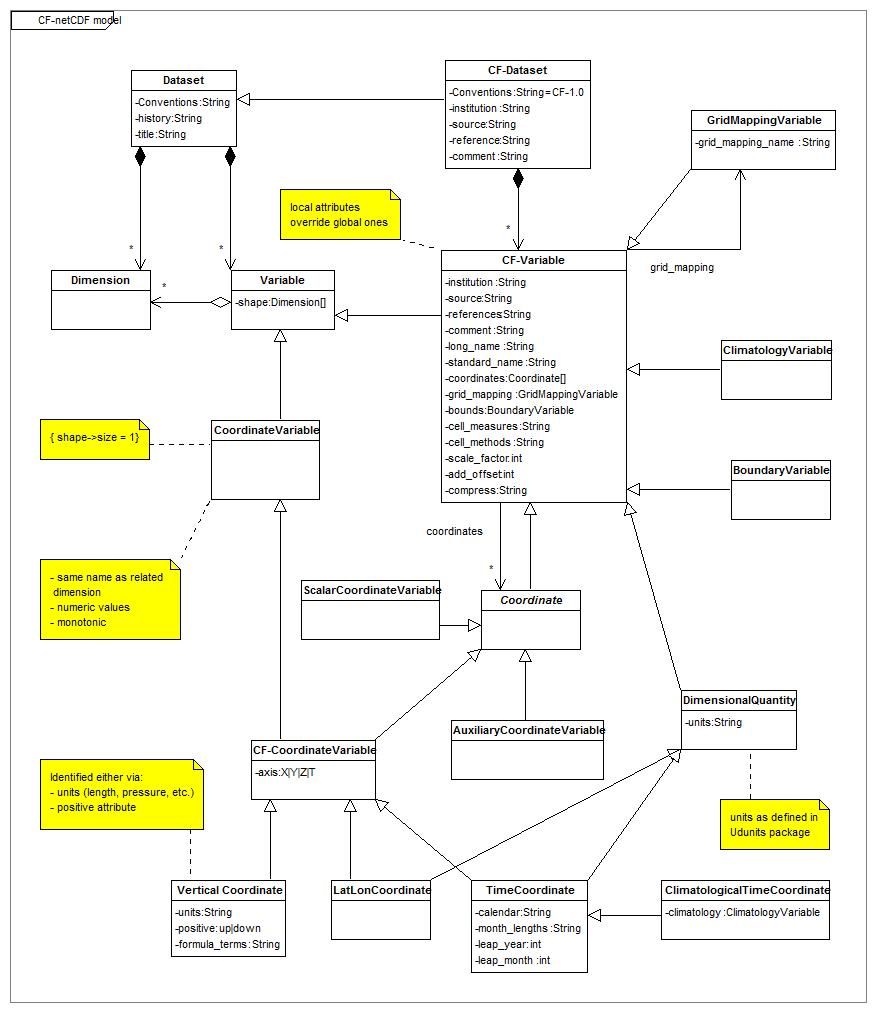 CF-netCDF model
Dataset
-Conventions:String
-history:String
-title:String
CF-Dataset
-Conventions:String=CF-1.0
-institution:String
-source:String
-reference:String
-comment:String
GridMappingVariable
-grid_mapping_name :String
local attributes
override global ones
*
*
*
grid_mapping
Dimension
*
Variable
-shape:Dimension[]
CF-Variable
-institution:String
-source:String
-references:String
-comment:String
-long_name:String
-standard_name:String
-coordinates:Coordinate[]
-grid_mapping:GridMappingVariable
-bounds:BoundaryVariable
-cell_measures:String
-cell_methods:String
-scale_factor:int
-add_offset:int
-compress:String
ClimatologyVariable
{ shape->size = 1}
CoordinateVariable
BoundaryVariable
coordinates
*
- same name as related
dimension
- numeric values
- monotonic
ScalarCoordinateVariable
Coordinate
DimensionalQuantity
-units:String
AuxiliaryCoordinateVariable
CF-CoordinateVariable
-axis:X|Y|Z|T
Identified either via:
- units (length, pressure, etc.)
- positive attribute
units as defined in
Udunits package
Vertical Coordinate
-units:String
-positive:up|down
-formula_terms:String
LatLonCoordinate
TimeCoordinate
-calendar:String
-month_lengths:String
-leap_year:int
-leap_month:int
ClimatologicalTimeCoordinate
-climatology:ClimatologyVariable